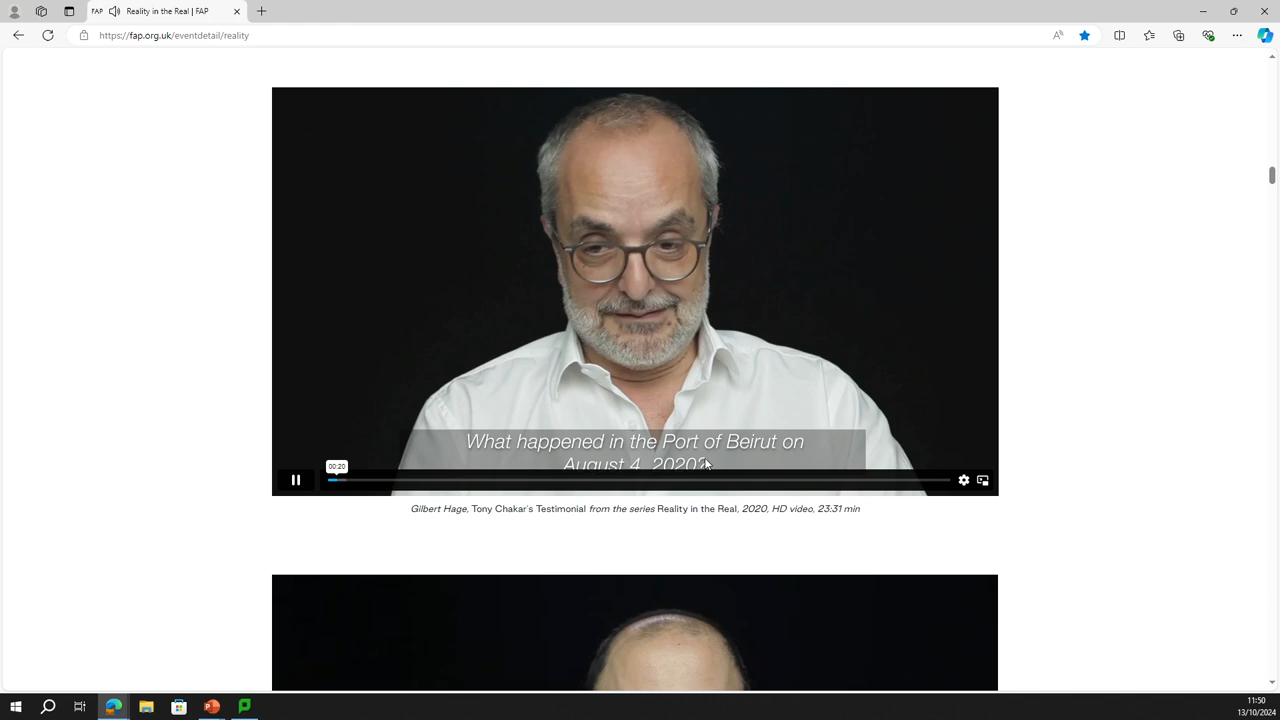 FAP
Reality in the Real | FAP
https://fap.org.uk/eventdetail/reality
What happened in the Port of Beirut on
August 4, 2020?
00:20
Gilbert Hage, Tony Chakar's Testimonial from the series Reality in the Real, 2020, HD video, 23:31 min
11:50
13/10/2024